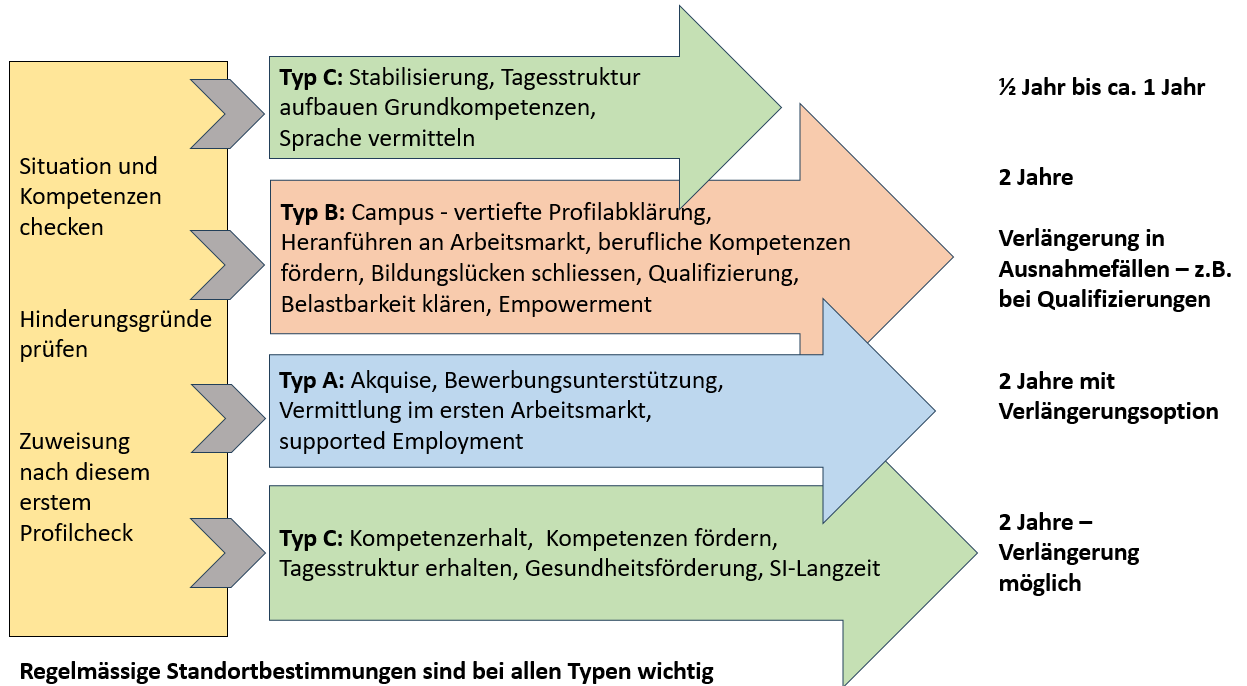 Situation und
Kompetenzen
checken
Hinderungsgründe
prüfen
Zuweisung
nach diesem
erstem
Profilcheck
Typ C: Stabilisierung, Tagesstruktur
aufbauen Grundkompetenzen,
Sprache vermitteln
½ Jahr bis ca. 1 Jahr
Typ B: Campus - vertiefte Profilabklärung,
Heranführen an Arbeitsmarkt, berufliche Kompetenzen
fördern, Bildungslücken schliessen, Qualifizierung,
Belastbarkeit klären, Empowerment
2 Jahre
Verlängerung in
Ausnahmefällen – z.B.
bei Qualifizierungen
Typ A: Akquise, Bewerbungsunterstützung,
Vermittlung im ersten Arbeitsmarkt,
supported Employment
2 Jahre mit
Verlängerungsoption
Typ C: Kompetenzerhalt,  Kompetenzen fördern,
Tagesstruktur erhalten, Gesundheitsförderung, SI-Langzeit
2 Jahre –
Verlängerung
möglich
Regelmässige Standortbestimmungen sind bei allen Typen wichtig